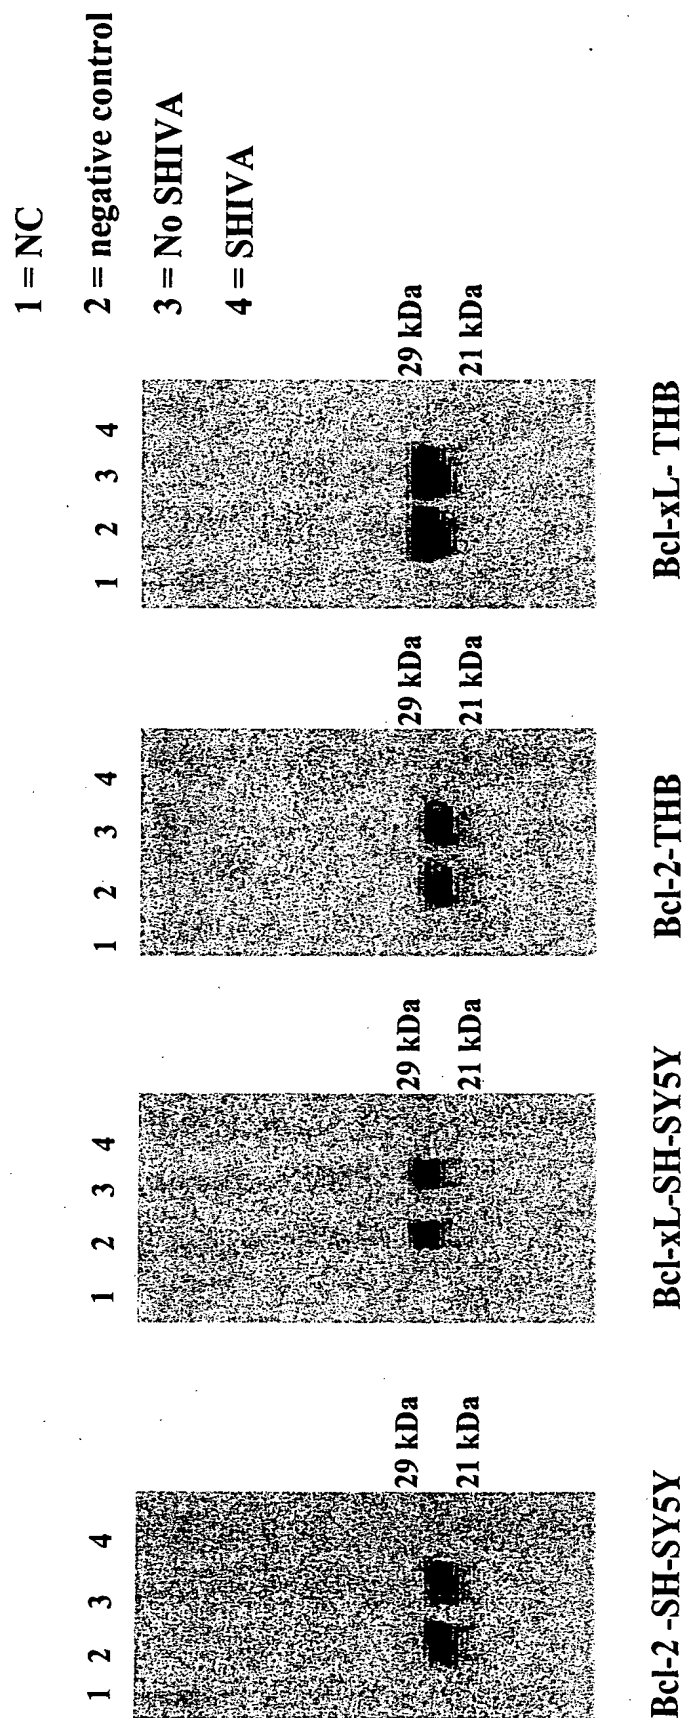 1 = NC
2 = negative control
3 = No SHIVA
4 = SHIVA
1 2 3 4
29 kDa
21 kDa
Bcl-2 -SH-SY5Y
1 2 3 4
29 kDa
21 kDa
Bcl-xL-SH-SY5Y
1 2 3 4
29 kDa
21 kDa
Bcl-2-THB
1 2 3 4
29 kDa
21 kDa
Bcl-xL- THB